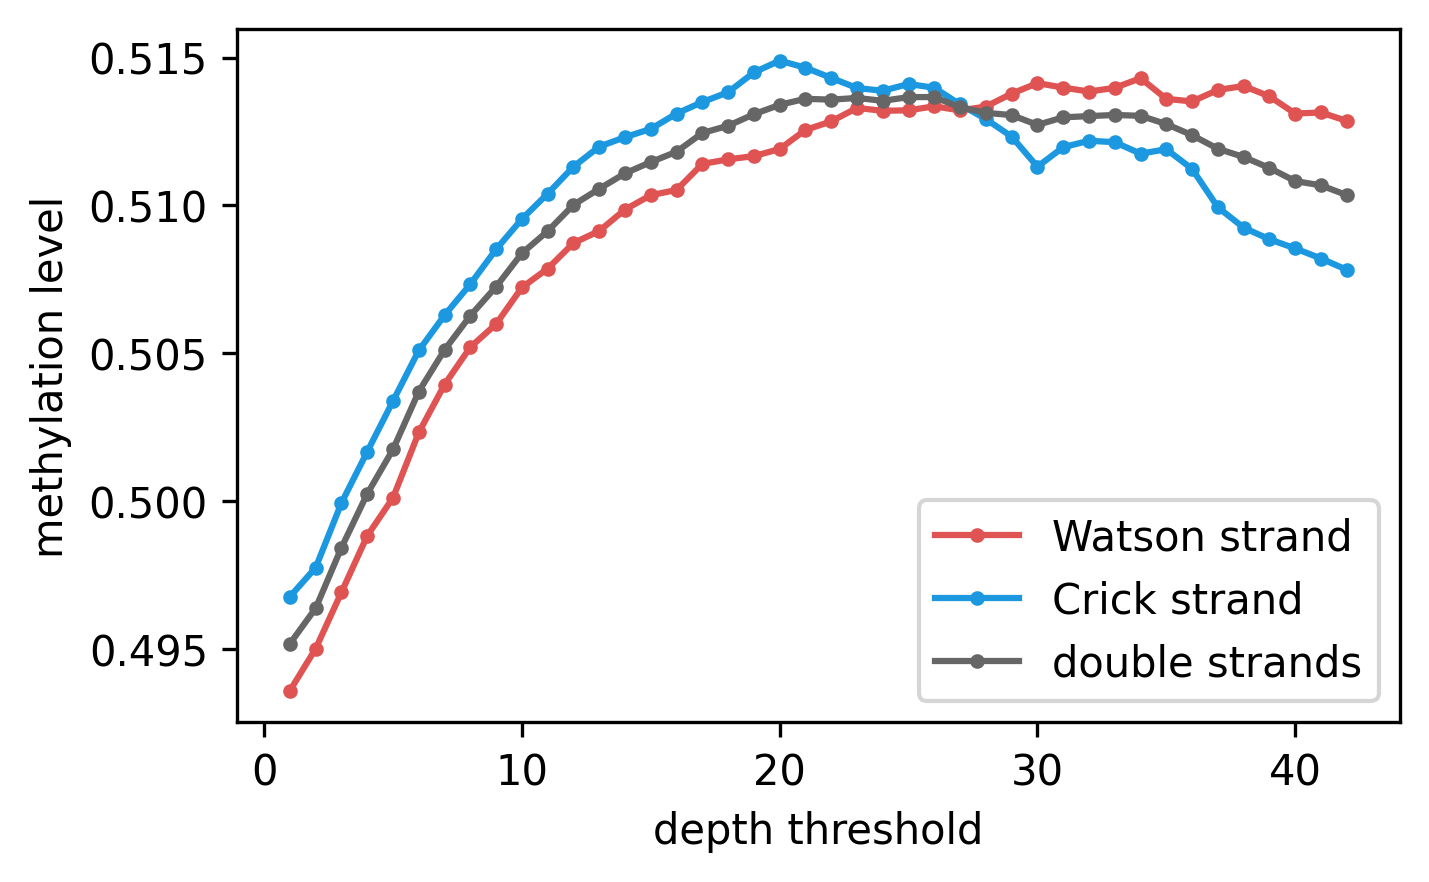 methylation level
0.515
0.510
0.505
0.500
0.495
0 10 20 30 40
depth threshold
Watson strand
Crick strand
double strands